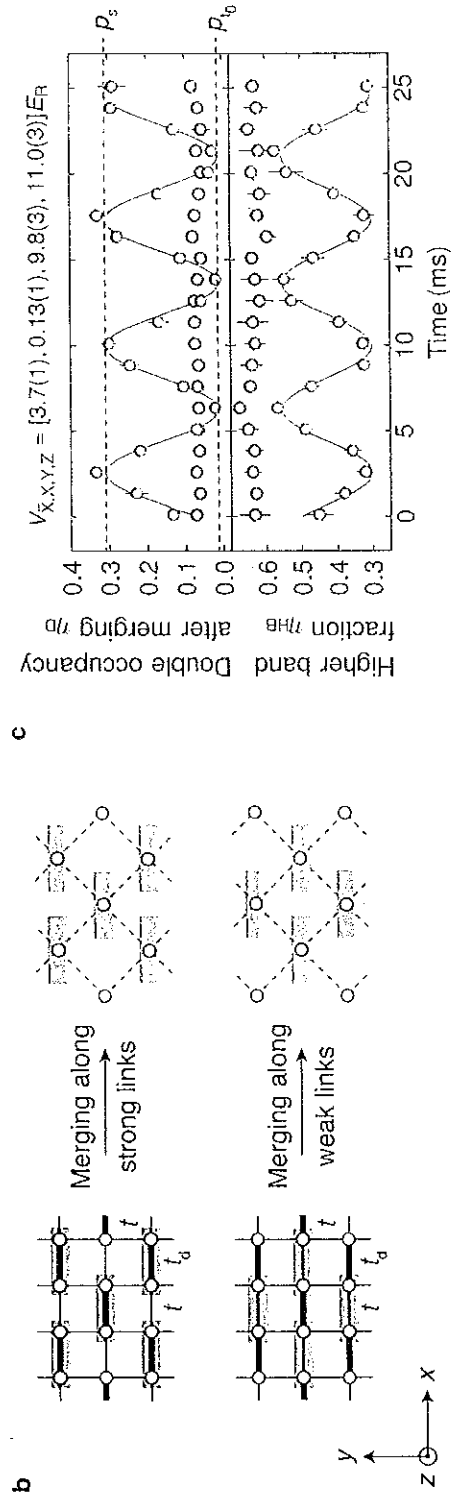 b
Merging along
strong links
Merging along
weak links
t
t_d
t
t
t_d
t
y
z
x
c
V_{X̄,X,Y,Z} = [3.7(1), 0.13(1), 9.8(3), 11.0(3)]E_R
p_s
p_{t_0}
Double occupancy
after merging η_D
0.4
0.3
0.2
0.1
0.0
Higher band
fraction η_HB
0.6
0.5
0.4
0.3
0 5 10 15 20 25
Time (ms)